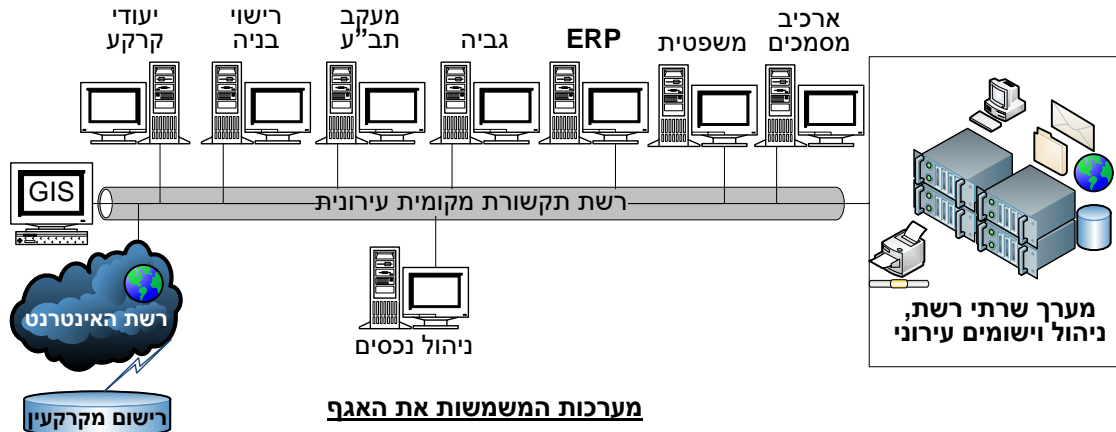 יעודי
קרקע
רישוי
בניה
מעקב
תב"ע
גביה
ERP
משפטית
ארכיב
מסמכים
GIS
רשת תקשורת מקומית עירונית
רשת האינטרנט
רישום מקרקעין
ניהול נכסים
מערך שרתי רשת,
ניהול וישומים עירוני
מערכות המשמשות את האגף